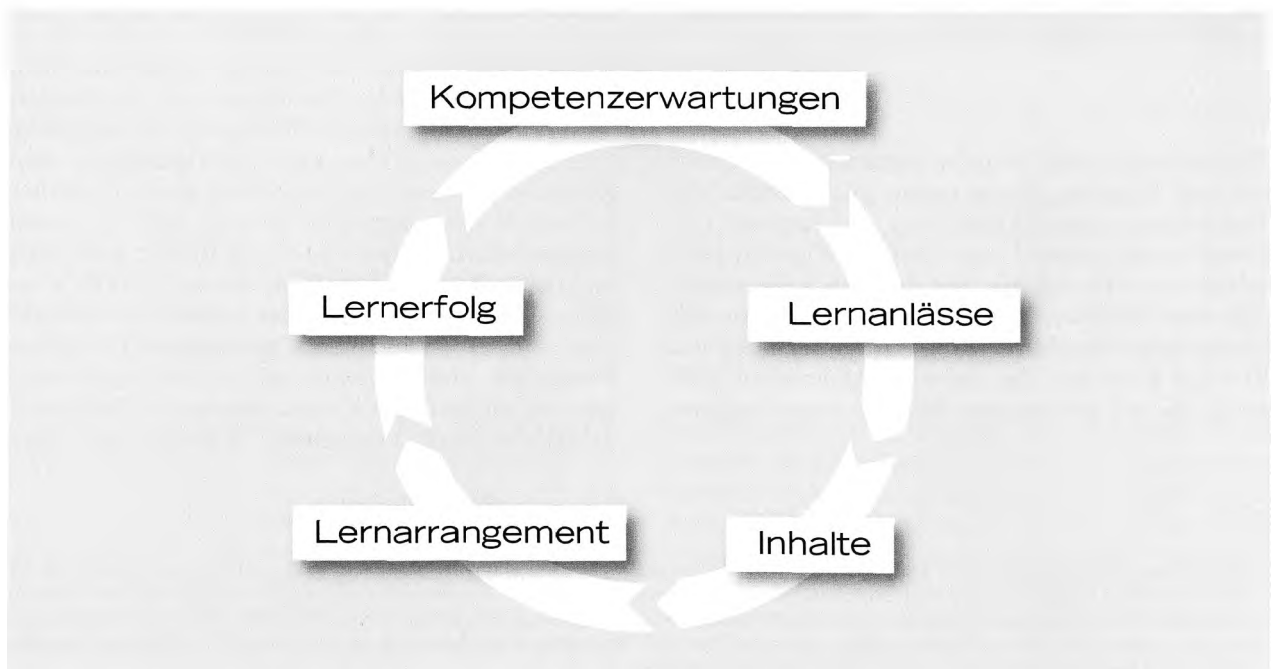 Kompetenzerwartungen
Lernanlässe
Inhalte
Lernarrangement
Lernerfolg